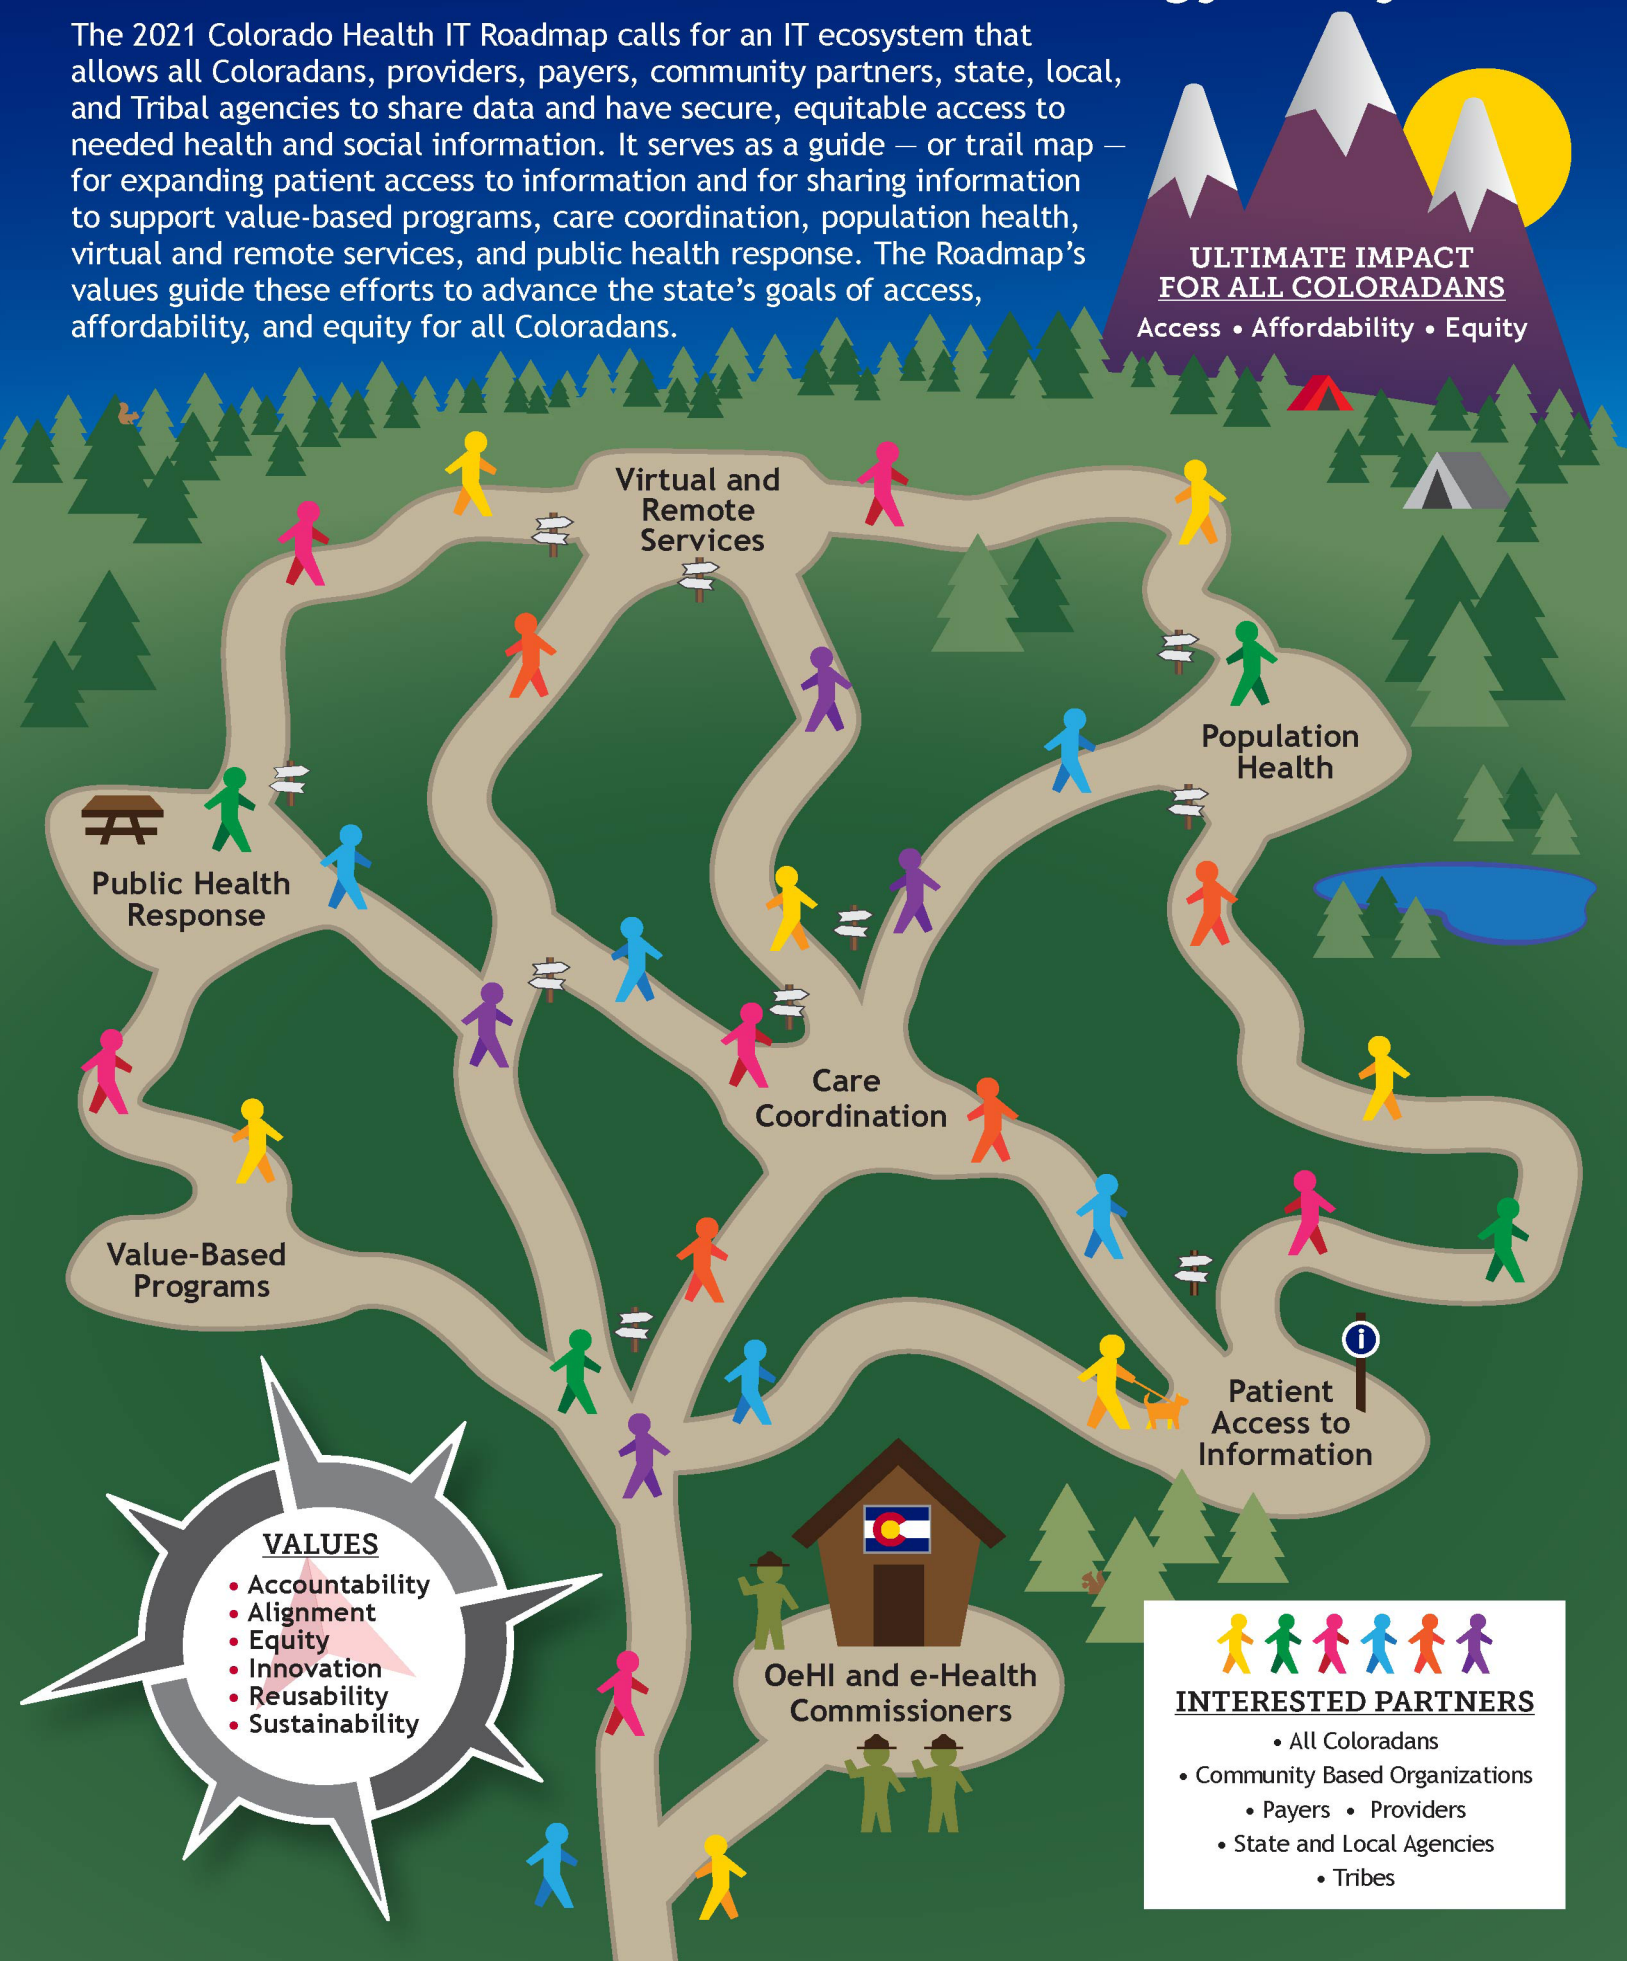 The 2021 Colorado Health IT Roadmap calls for an IT ecosystem that
allows all Coloradans, providers, payers, community partners, state, local,
and Tribal agencies to share data and have secure, equitable access to
needed health and social information. It serves as a guide — or trail map —
for expanding patient access to information and for sharing information
to support value-based programs, care coordination, population health,
virtual and remote services, and public health response. The Roadmap's
values guide these efforts to advance the state's goals of access,
affordability, and equity for all Coloradans.
ULTIMATE IMPACT
FOR ALL COLORADANS
Access • Affordability • Equity
Virtual and
Remote
Services
Population
Health
Public Health
Response
Care
Coordination
Value-Based
Programs
i
Patient
Access to
Information
VALUES
• Accountability
• Alignment
• Equity
• Innovation
• Reusability
• Sustainability
OeHI and e-Health
Commissioners
INTERESTED PARTNERS
• All Coloradans
• Community Based Organizations
• Payers • Providers
• State and Local Agencies
• Tribes